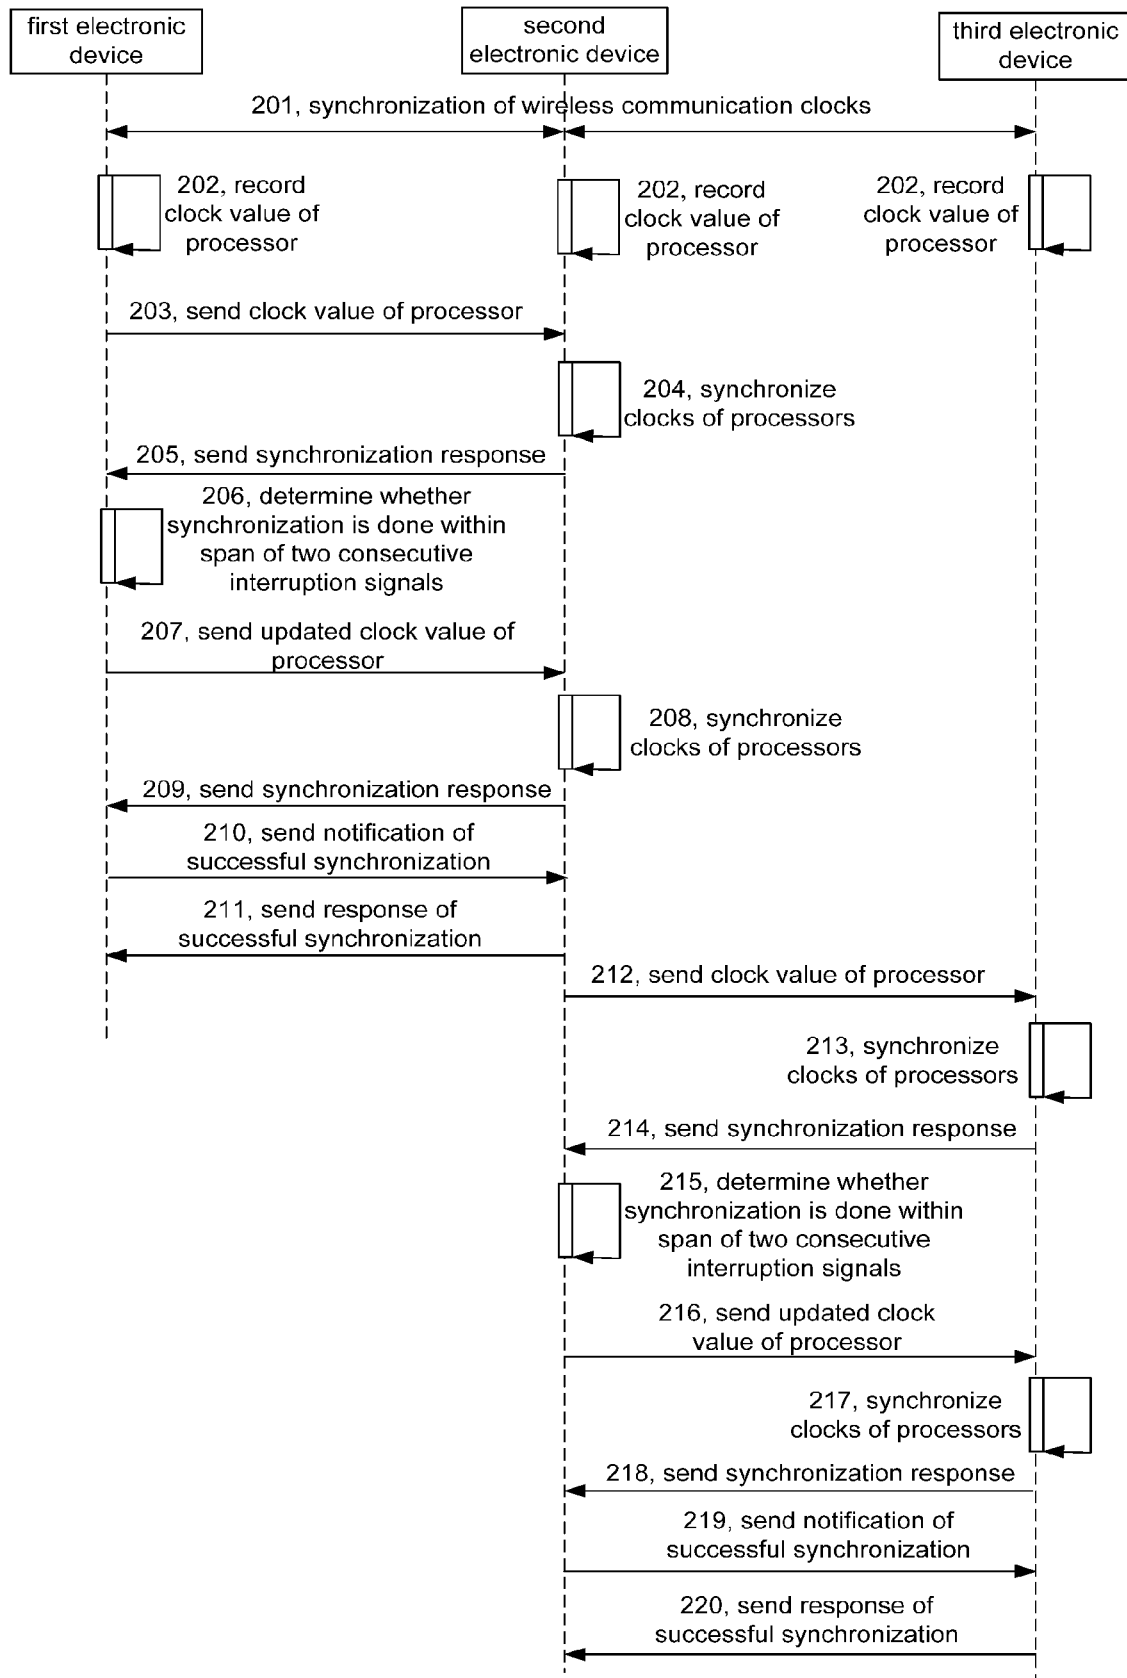 first electronic
device
second
electronic device
third electronic
device
201, synchronization of wireless communication clocks
202, record
clock value of
processor
202, record
clock value of
processor
202, record
clock value of
processor
203, send clock value of processor
204, synchronize
clocks of processors
205, send synchronization response
206, determine whether
synchronization is done within
span of two consecutive
interruption signals
207, send updated clock value of
processor
208, synchronize
clocks of processors
209, send synchronization response
210, send notification of
successful synchronization
211, send response of
successful synchronization
212, send clock value of processor
213, synchronize
clocks of processors
214, send synchronization response
215, determine whether
synchronization is done within
span of two consecutive
interruption signals
216, send updated clock
value of processor
217, synchronize
clocks of processors
218, send synchronization response
219, send notification of
successful synchronization
220, send response of
successful synchronization